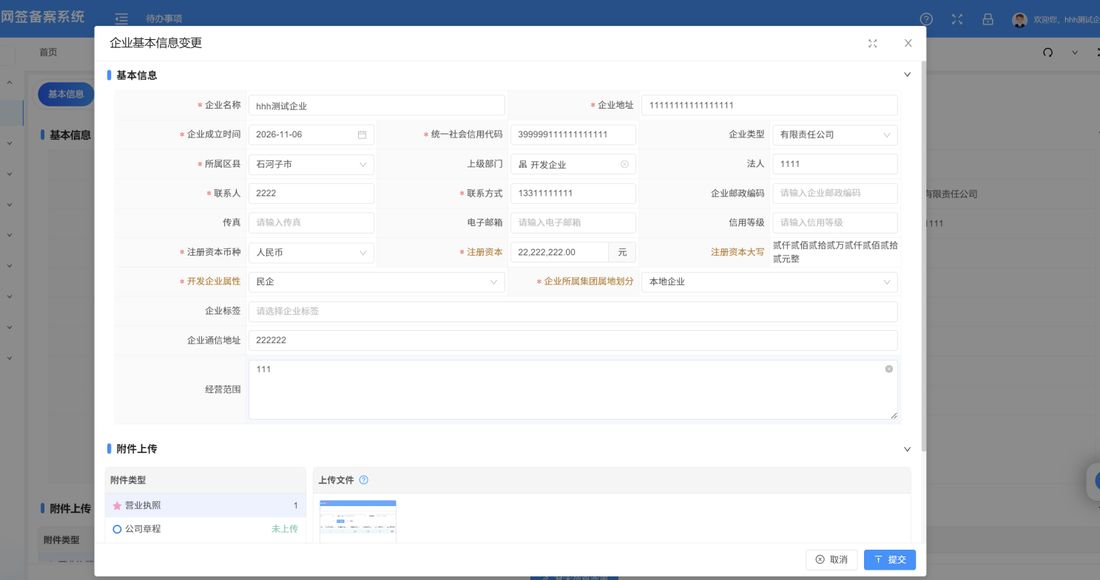 网签备案系统
待办事项
欢迎您，hhh测试企
首页
基本信息
基本信息
有限责任公司
111
附件上传
附件类型
企业基本信息变更
基本信息
* 企业名称 hhh测试企业 * 企业地址 11111111111111111
* 企业成立时间 2026-11-06 * 统一社会信用代码 399999111111111111 企业类型 有限责任公司
* 所属区县 石河子市 上级部门 开发企业 法人 1111
* 联系人 2222 * 联系方式 13311111111 企业邮政编码 请输入企业邮政编码
传真 请输入传真 电子邮箱 请输入电子邮箱 信用等级 请输入信用等级
* 注册资本币种 人民币 * 注册资本 22,222,222.00 元 注册资本大写 贰仟贰佰贰拾贰万贰仟贰佰贰拾
贰元整
* 开发企业属性 民企 * 企业所属集团属地划分 本地企业
企业标签 请选择企业标签
企业通信地址 222222
经营范围 111
附件上传
附件类型 上传文件
营业执照 1
公司章程 未上传
取消 提交